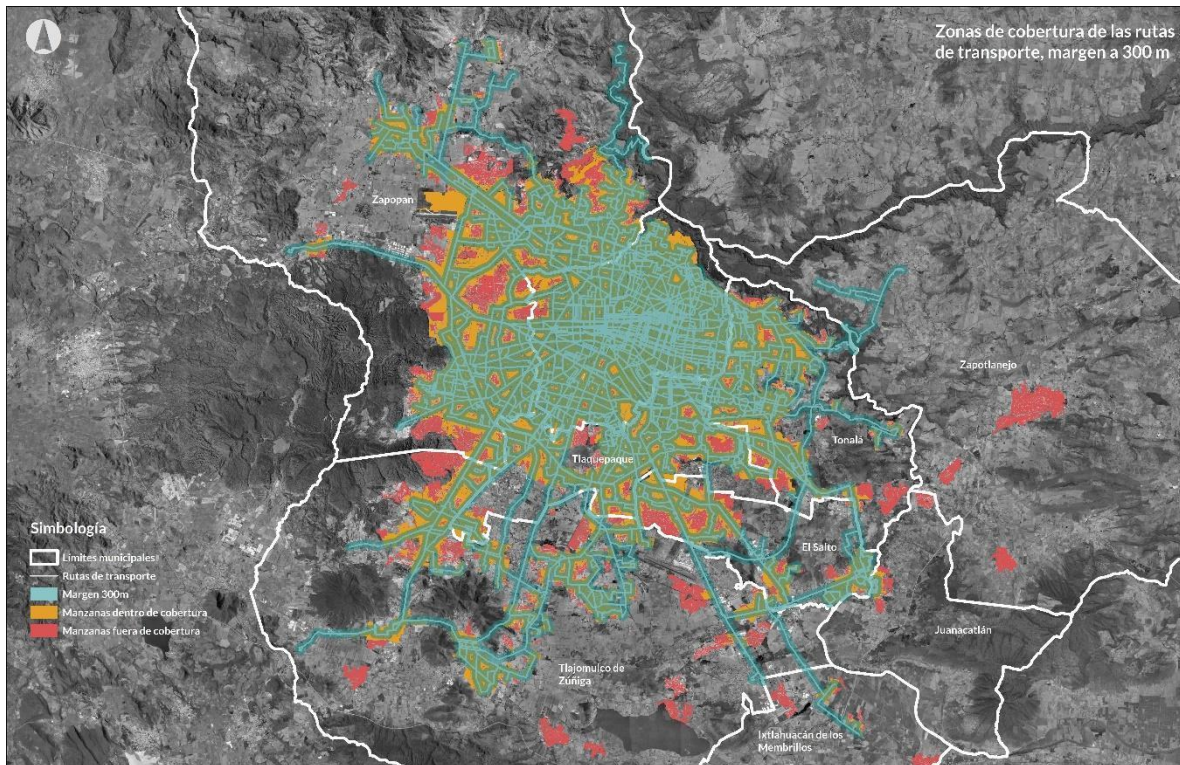 Zonas de cobertura de las rutas
de transporte, margen a 300 m
Zapopan
Zapotlanejo
Tonalá
Tlaquepaque
El Salto
Juanacatlán
Tlajomulco de
Zúñiga
Ixtlahuacán de los
Membrillos
Simbología
Límites municipales
Rutas de transporte
Margen 300m
Manzanas dentro de cobertura
Manzanas fuera de cobertura